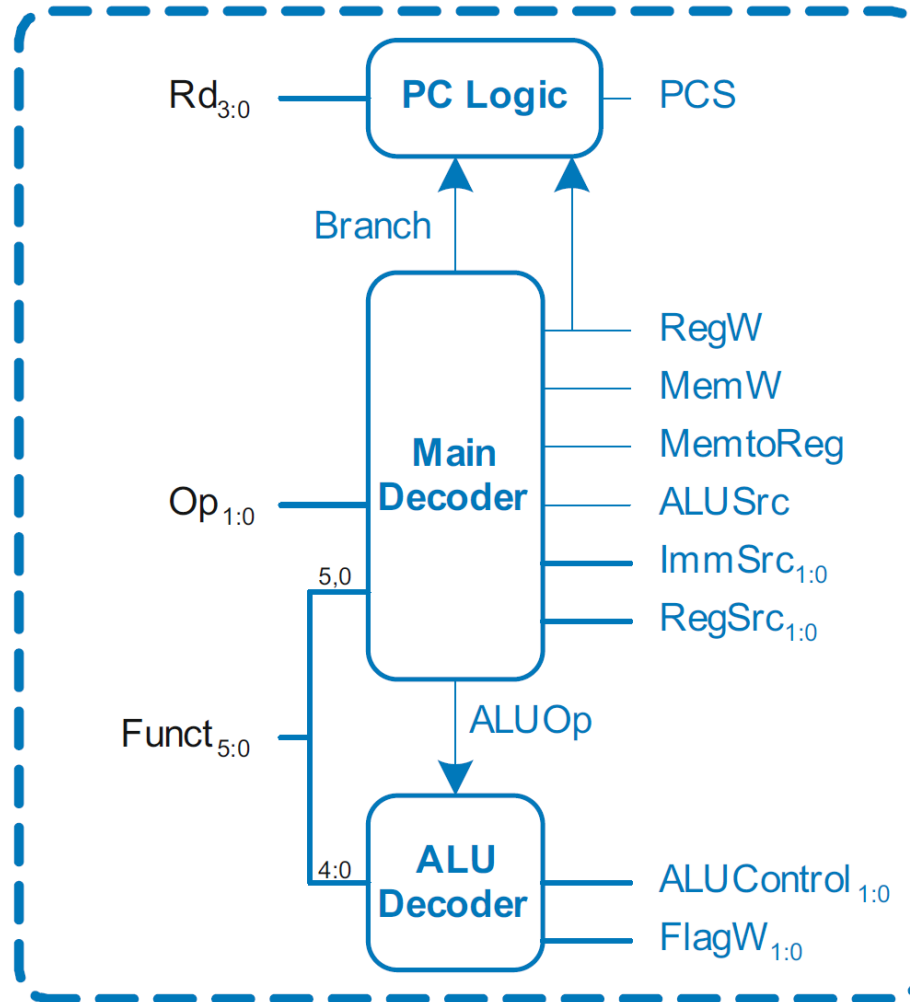 PC Logic
Rd3:0
PCS
Branch
RegW
MemW
MemtoReg
Main
Decoder
ALUSrc
Op1:0
ImmSrc1:0
5,0
RegSrc1:0
ALUOp
Funct5:0
ALU
Decoder
4:0
ALUControl1:0
FlagW1:0